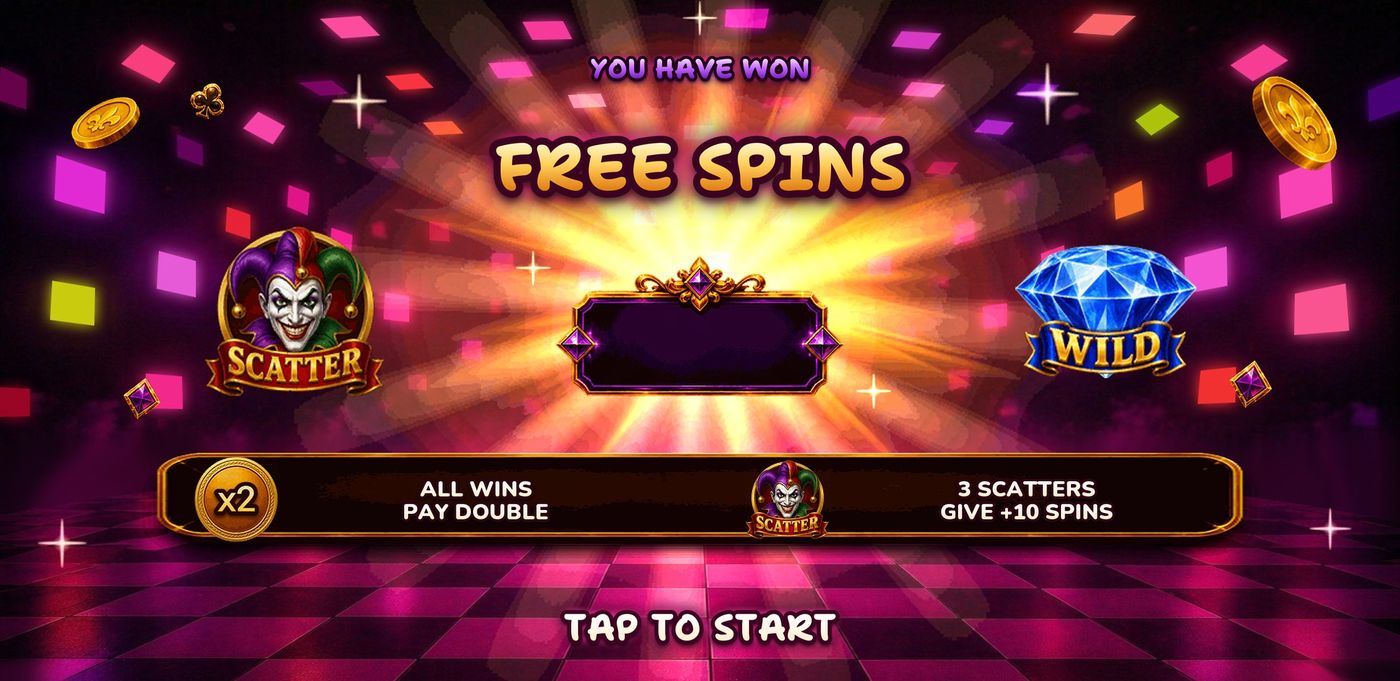 YOU HAVE WON
FREE SPINS
SCATTER
WILD
x2
ALL WINS
PAY DOUBLE
SCATTER
3 SCATTERS
GIVE +10 SPINS
TAP TO START